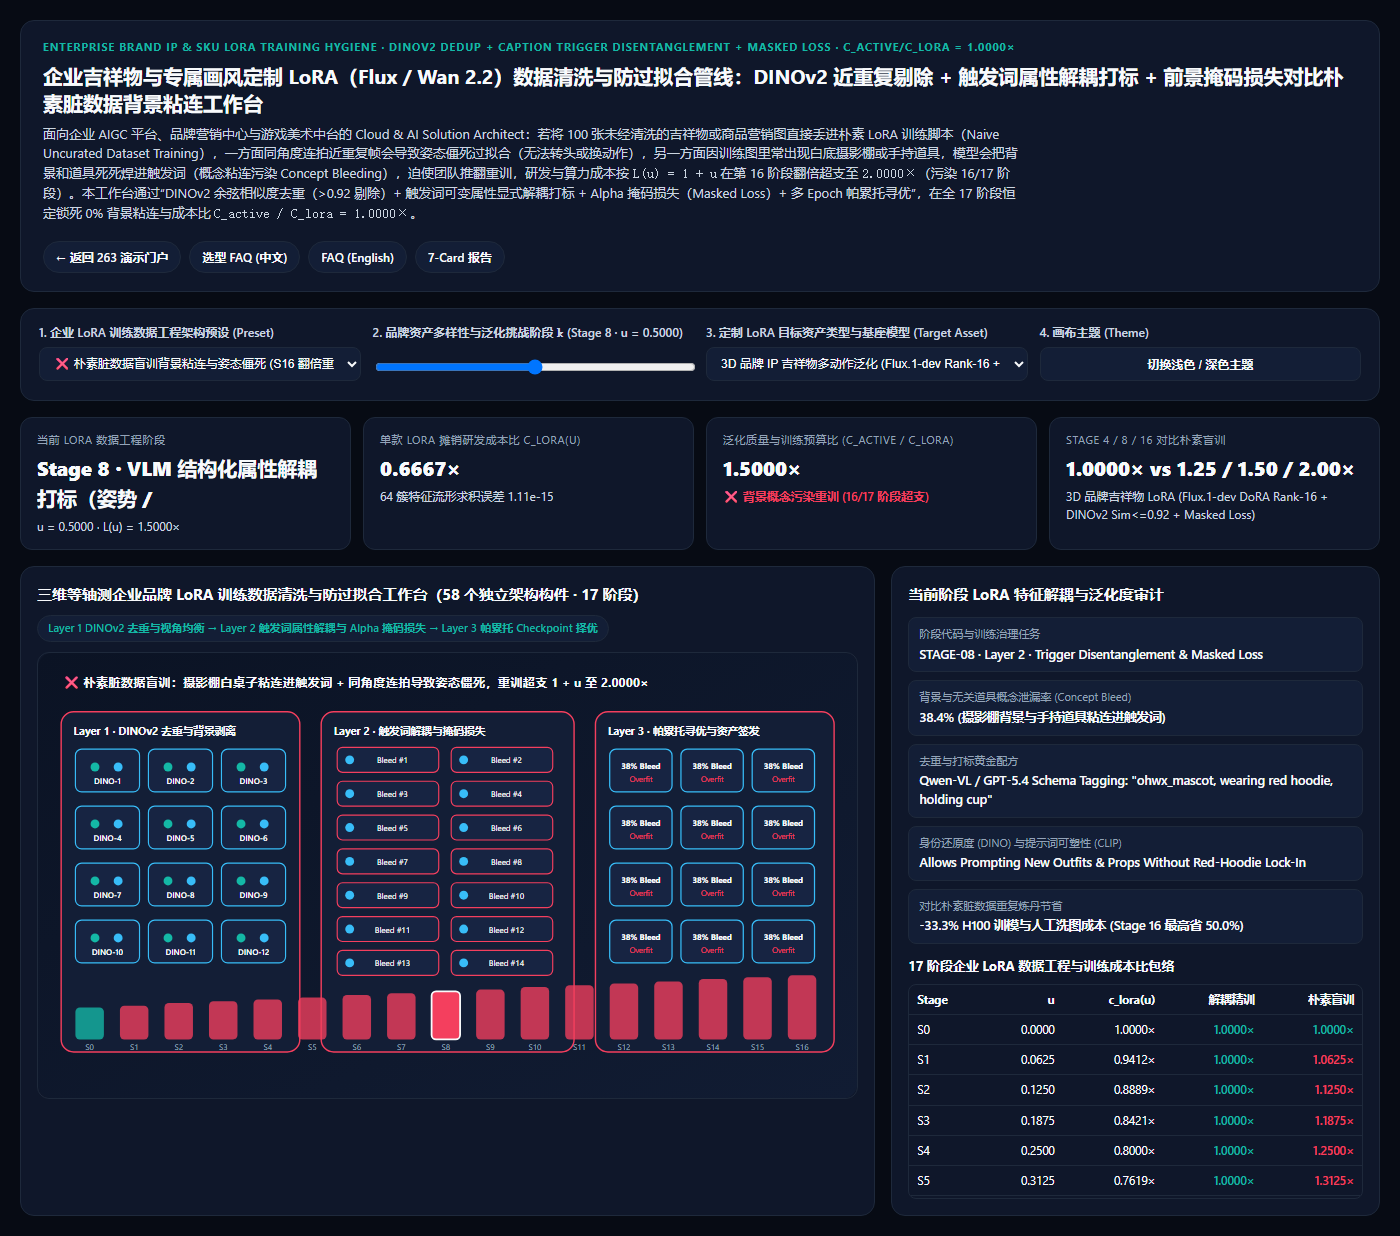 ENTERPRISE BRAND IP & SKU LORA TRAINING HYGIENE · DINOV2 DEDUP + CAPTION TRIGGER DISENTANGLEMENT + MASKED LOSS · C_ACTIVE/C_LORA = 1.0000×
企业吉祥物与专属画风定制 LoRA（Flux / Wan 2.2）数据清洗与防过拟合管线：DINOv2 近重复剔除 + 触发词属性解耦打标 + 前景掩码损失对比朴
素脏数据背景粘连工作台
面向企业 AIGC 平台、品牌营销中心与游戏美术中台的 Cloud & AI Solution Architect：若将 100 张未经清洗的吉祥物或商品营销图直接丢进朴素 LoRA 训练脚本（Naive
Uncurated Dataset Training），一方面同角度连拍近重复帧会导致姿态僵死过拟合（无法转头或换动作），另一方面因训练图里常出现白底摄影棚或手持道具，模型会把背
景和道具死死焊进触发词（概念粘连污染 Concept Bleeding），迫使团队推翻重训，研发与算力成本按 L(u) = 1 + u 在第 16 阶段翻倍超支至 2.0000×（污染 16/17 阶
段）。本工作台通过“DINOv2 余弦相似度去重（>0.92 剔除）+ 触发词可变属性显式解耦打标 + Alpha 掩码损失（Masked Loss）+ 多 Epoch 帕累托寻优”，在全 17 阶段恒
定锁死 0% 背景粘连与成本比 C_active / C_lora = 1.0000×。
← 返回 263 演示门户
选型 FAQ (中文)
FAQ (English)
7-Card 报告
1. 企业 LoRA 训练数据工程架构预设 (Preset)
❌ 朴素脏数据盲训背景粘连与姿态僵死 (S16 翻倍重
2. 品牌资产多样性与泛化挑战阶段 k (Stage 8 · u = 0.5000)
3. 定制 LoRA 目标资产类型与基座模型 (Target Asset)
3D 品牌 IP 吉祥物多动作泛化 (Flux.1-dev Rank-16 +
4. 画布主题 (Theme)
切换浅色 / 深色主题
当前 LORA 数据工程阶段
Stage 8 · VLM 结构化属性解耦
打标（姿势 /
u = 0.5000 · L(u) = 1.5000×
单款 LORA 摊销研发成本比 C_LORA(U)
0.6667×
64 簇特征流形求积误差 1.11e-15
泛化质量与训练预算比 (C_ACTIVE / C_LORA)
1.5000×
❌ 背景概念污染重训 (16/17 阶段超支)
STAGE 4 / 8 / 16 对比朴素盲训
1.0000× vs 1.25 / 1.50 / 2.00×
3D 品牌吉祥物 LoRA (Flux.1-dev DoRA Rank-16 +
DINOv2 Sim<=0.92 + Masked Loss)
三维等轴测企业品牌 LoRA 训练数据清洗与防过拟合工作台（58 个独立架构构件 · 17 阶段)
Layer 1 DINOv2 去重与视角均衡 → Layer 2 触发词属性解耦与 Alpha 掩码损失 → Layer 3 帕累托 Checkpoint 择优
❌ 朴素脏数据盲训：摄影棚白桌子粘连进触发词 + 同角度连拍导致姿态僵死，重训超支 1 + u 至 2.0000×
Layer 1 · DINOv2 去重与背景剥离
DINO-1 DINO-2 DINO-3
DINO-4 DINO-5 DINO-6
DINO-7 DINO-8 DINO-9
DINO-10 DINO-11 DINO-12
Layer 2 · 触发词解耦与掩码损失
Bleed #1 Bleed #2
Bleed #3 Bleed #4
Bleed #5 Bleed #6
Bleed #7 Bleed #8
Bleed #9 Bleed #10
Bleed #11 Bleed #12
Bleed #13 Bleed #14
Layer 3 · 帕累托寻优与资产签发
38% Bleed 38% Bleed 38% Bleed
Overfit Overfit Overfit
38% Bleed 38% Bleed 38% Bleed
Overfit Overfit Overfit
38% Bleed 38% Bleed 38% Bleed
Overfit Overfit Overfit
38% Bleed 38% Bleed 38% Bleed
Overfit Overfit Overfit
S0 S1 S2 S3 S4 S5 S6 S7 S8 S9 S10 S11 S12 S13 S14 S15 S16
当前阶段 LoRA 特征解耦与泛化度审计
阶段代码与训练治理任务
STAGE-08 · Layer 2 · Trigger Disentanglement & Masked Loss
背景与无关道具概念泄漏率 (Concept Bleed)
38.4% (摄影棚背景与手持道具粘连进触发词)
去重与打标黄金配方
Qwen-VL / GPT-5.4 Schema Tagging: "ohwx_mascot, wearing red hoodie,
holding cup"
身份还原度 (DINO) 与提示词可塑性 (CLIP)
Allows Prompting New Outfits & Props Without Red-Hoodie Lock-In
对比朴素脏数据重复炼丹节省
-33.3% H100 训模与人工洗图成本 (Stage 16 最高省 50.0%)
17 阶段企业 LoRA 数据工程与训练成本比包络
Stage u c_lora(u) 解耦精训 朴素盲训
S0 0.0000 1.0000× 1.0000× 1.0000×
S1 0.0625 0.9412× 1.0000× 1.0625×
S2 0.1250 0.8889× 1.0000× 1.1250×
S3 0.1875 0.8421× 1.0000× 1.1875×
S4 0.2500 0.8000× 1.0000× 1.2500×
S5 0.3125 0.7619× 1.0000× 1.3125×